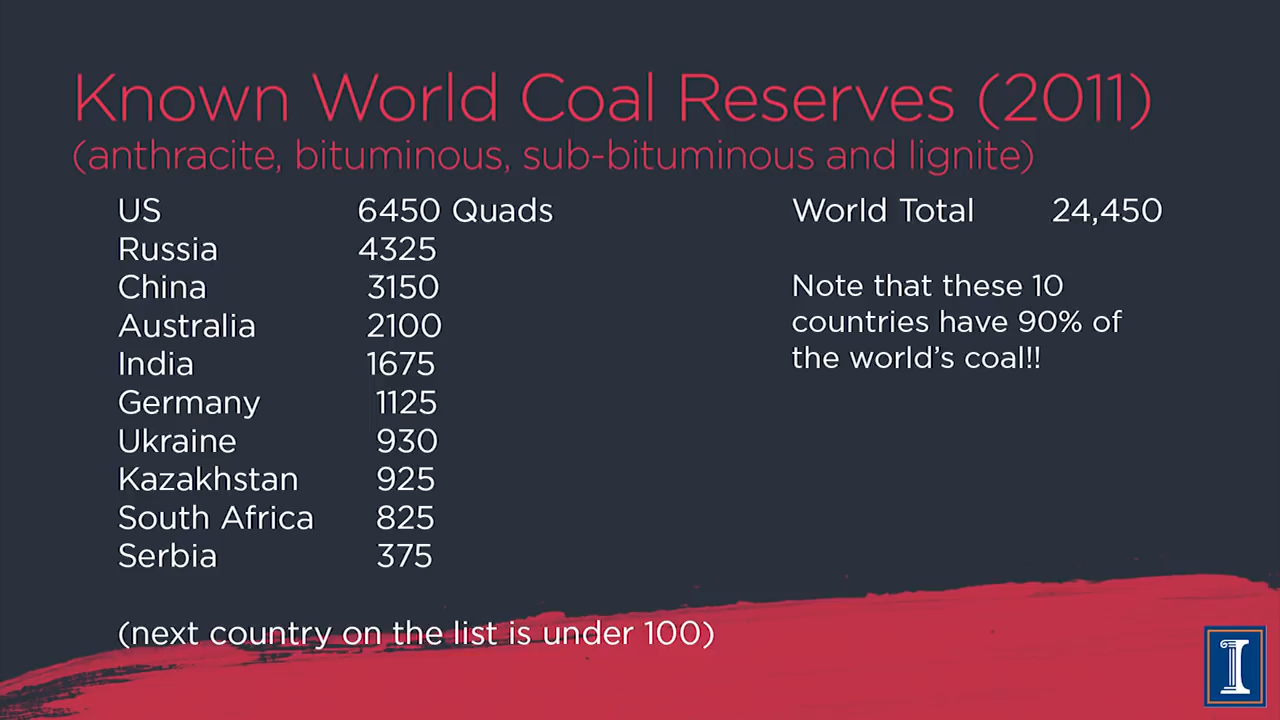 Known World Coal Reserves (2011)
(anthracite, bituminous, sub-bituminous and lignite)
US 6450 Quads
Russia 4325
China 3150
Australia 2100
India 1675
Germany 1125
Ukraine 930
Kazakhstan 925
South Africa 825
Serbia 375
(next country on the list is under 100)
World Total 24,450
Note that these 10
countries have 90% of
the world's coal!!
I